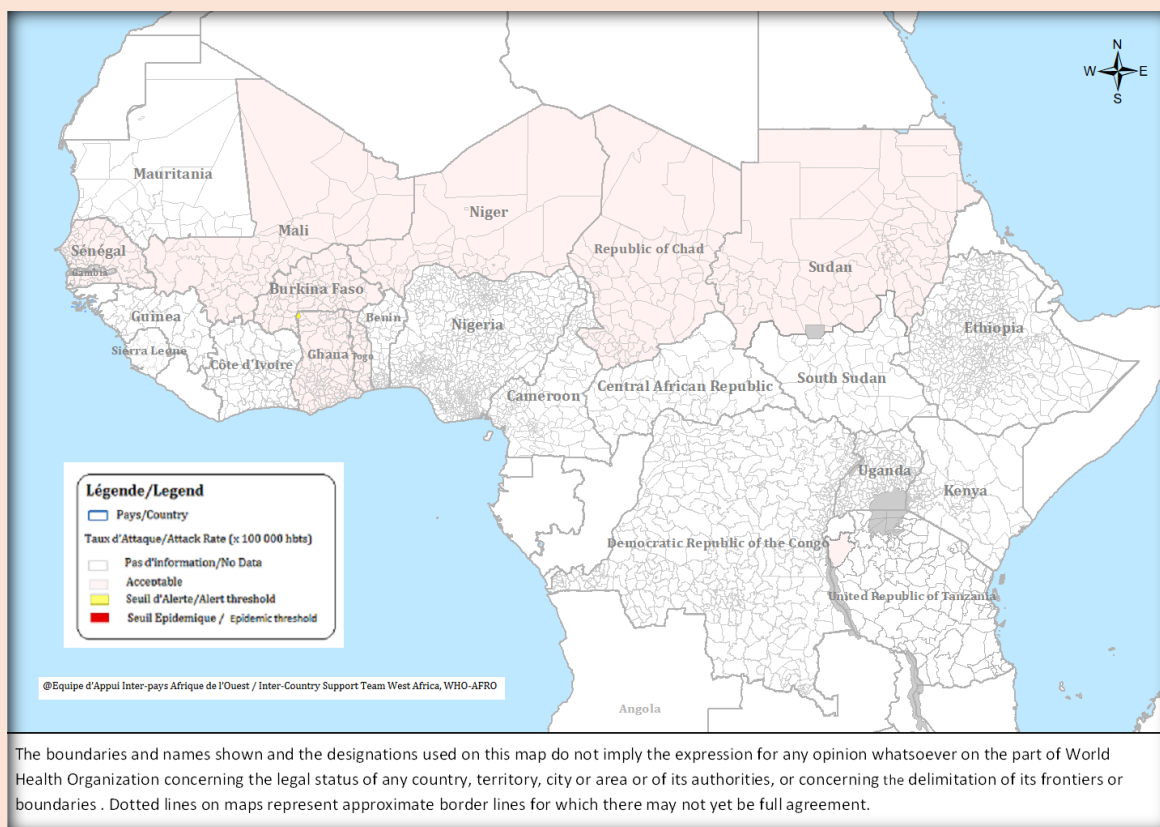 N
W E
S
Mauritania
Mali
Niger
Sénégal
Gambia
Republic of Chad
Sudan
Burkina Faso
Guinea
Benin
Nigeria
Ethiopia
Sierra Leone
Côte d'Ivoire
Ghana
Togo
Cameroon
Central African Republic
South Sudan
Uganda
Kenya
Democratic Republic of the Congo
United Republic of Tanzania
Angola
Légende/Legend
Pays/Country
Taux d'Attaque/Attack Rate (x 100 000 hbts)
Pas d'information/No Data
Acceptable
Seuil d'Alerte/Alert threshold
Seuil Epidemique / Epidemic threshold
@Equipe d'Appui Inter-pays Afrique de l'Ouest / Inter-Country Support Team West Africa, WHO-AFRO
The boundaries and names shown and the designations used on this map do not imply the expression for any opinion whatsoever on the part of World
Health Organization concerning the legal status of any country, territory, city or area or of its authorities, or concerning the delimitation of its frontiers or
boundaries . Dotted lines on maps represent approximate border lines for which there may not yet be full agreement.